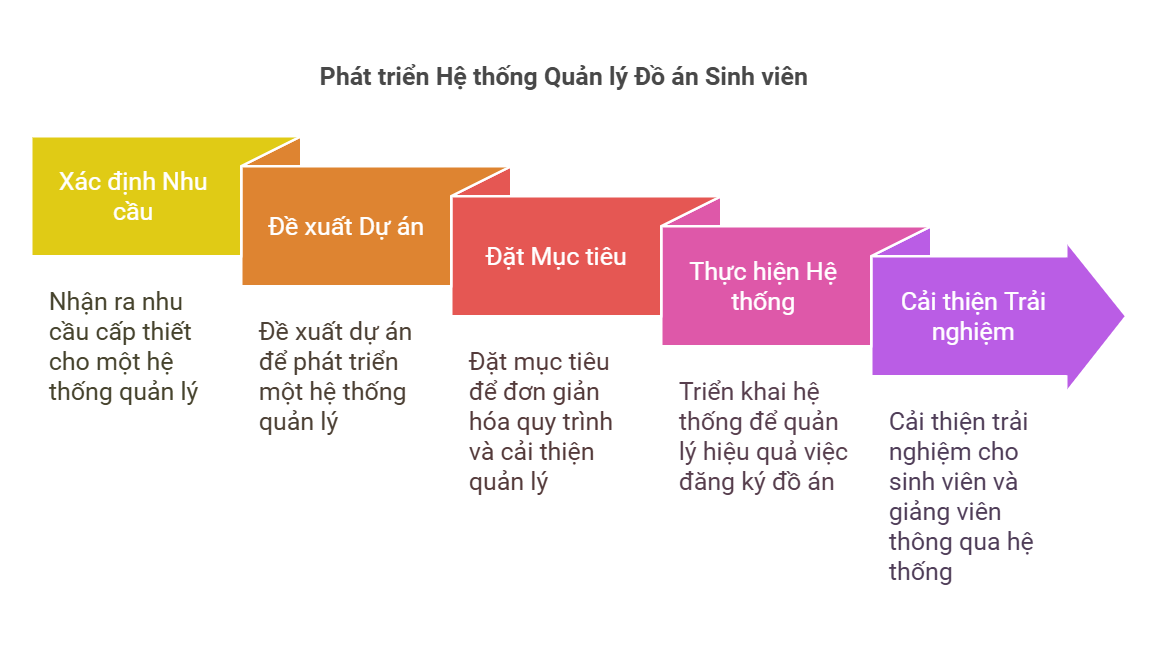 Phát triển Hệ thống Quản lý Đồ án Sinh viên
Xác định Nhu
cầu
Nhận ra nhu
cầu cấp thiết
cho một hệ
thống quản lý
Đề xuất Dự án
Đề xuất dự án
để phát triển
một hệ thống
quản lý
Đặt Mục tiêu
Đặt mục tiêu
để đơn giản
hóa quy trình
và cải thiện
quản lý
Thực hiện Hệ
thống
Triển khai hệ
thống để quản
lý hiệu quả việc
đăng ký đồ án
Cải thiện Trải
nghiệm
Cải thiện trải
nghiệm cho
sinh viên và
giảng viên
thông qua hệ
thống